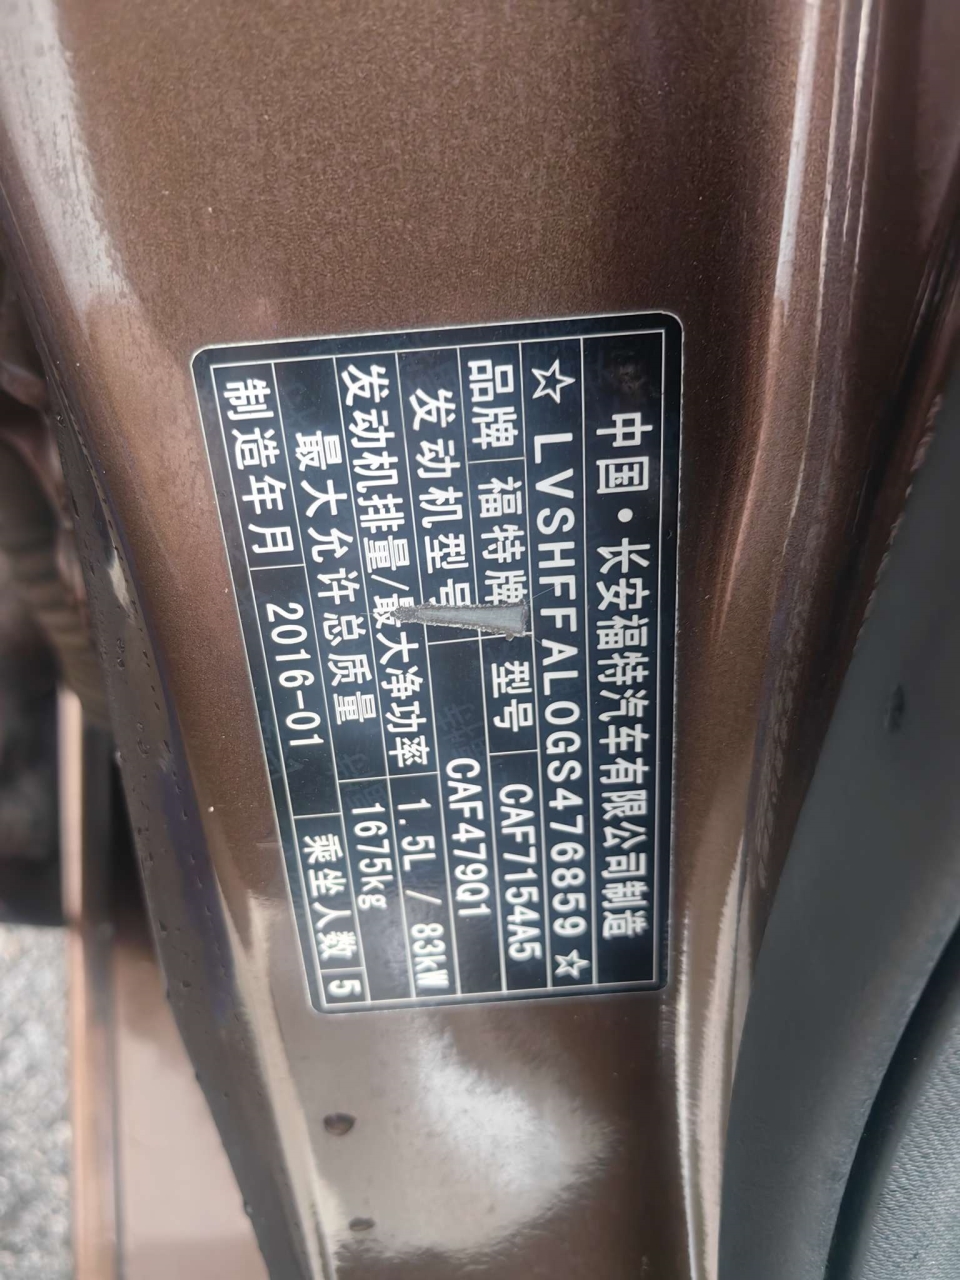 中国·长安福特汽车有限公司制造
☆ LVSHFFAL0GS476859 ☆
品牌 福特牌 型号 CAF7154A5
发动机型号 CAF479Q1
发动机排量/最大净功率 1.5L / 83kW
最大允许总质量 1675kg
制造年月 2016-01 乘坐人数 5